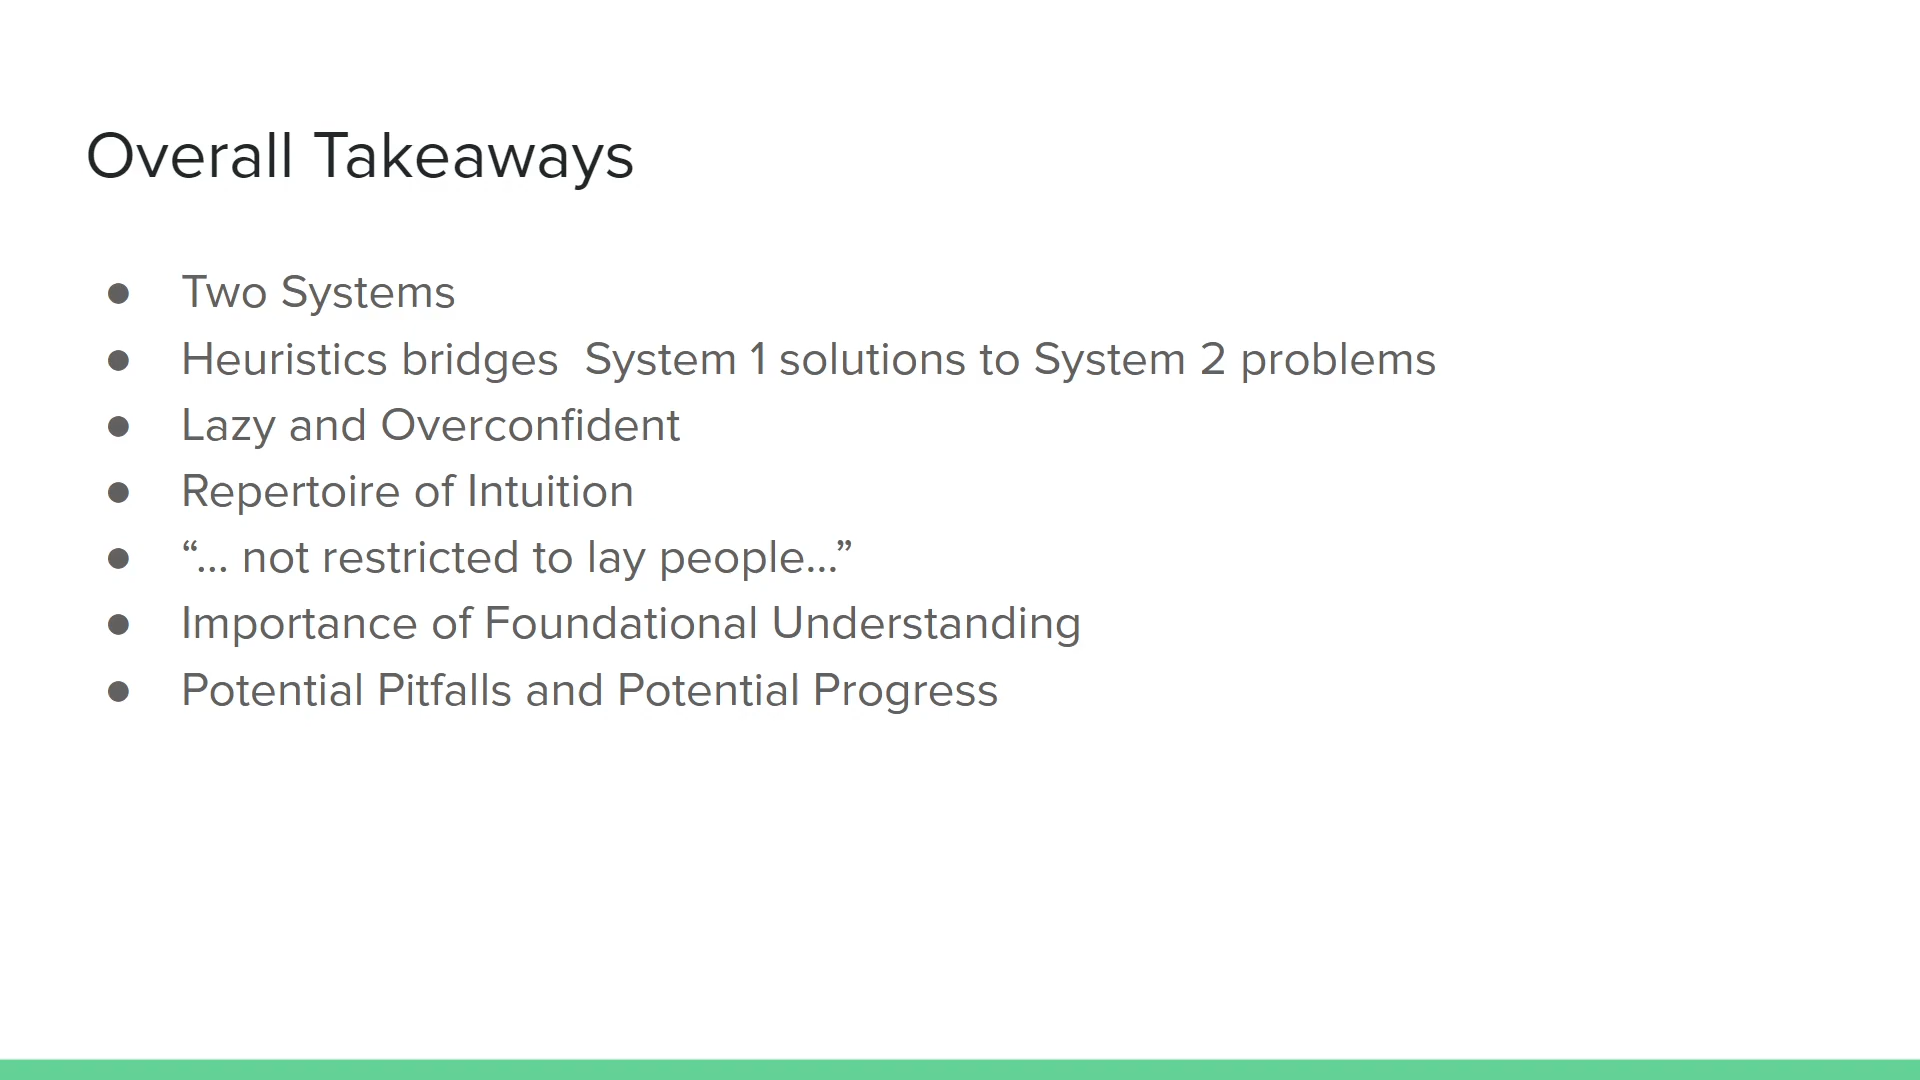 Overall Takeaways
● Two Systems
● Heuristics bridges  System 1 solutions to System 2 problems
● Lazy and Overconfident
● Repertoire of Intuition
● “... not restricted to lay people...”
● Importance of Foundational Understanding
● Potential Pitfalls and Potential Progress